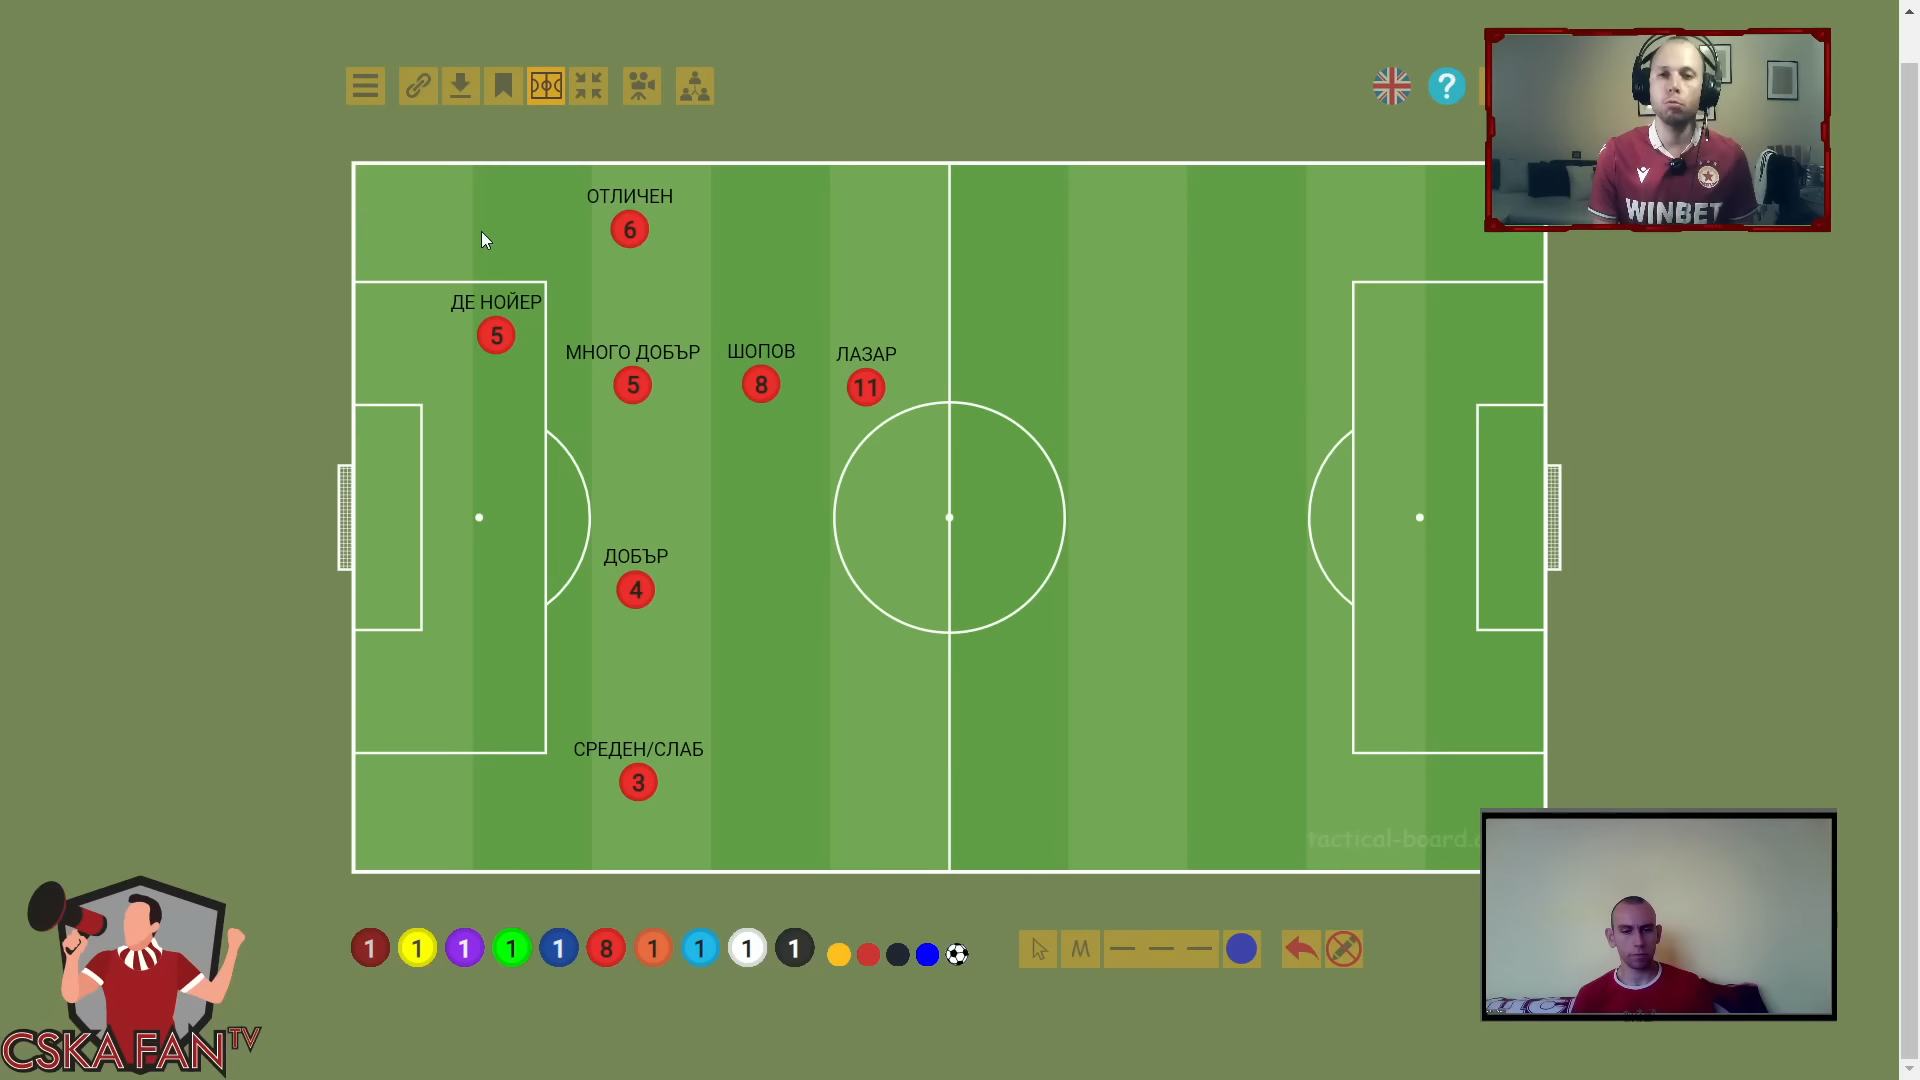 WINBET
ОТЛИЧЕН
6
ДЕ НОЙЕР
5
МНОГО ДОБЪР
5
ШОПОВ
8
ЛАЗАР
11
ДОБЪР
4
СРЕДЕН/СЛАБ
3
tactical-board.
1 1 1 1 1 8 1 1 1 1
CSKA FAN TV